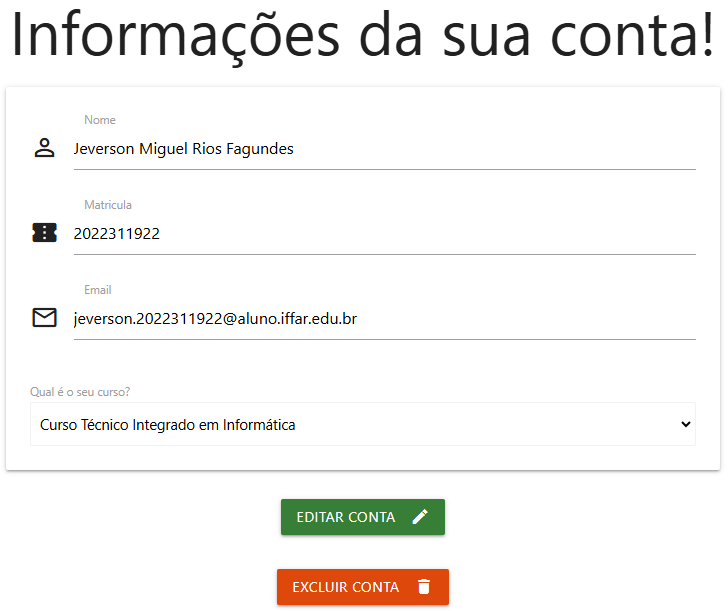 Informações da sua conta!
Nome
Jeverson Miguel Rios Fagundes
Matricula
2022311922
Email
jeverson.2022311922@aluno.iffar.edu.br
Qual é o seu curso?
Curso Técnico Integrado em Informática
EDITAR CONTA
EXCLUIR CONTA